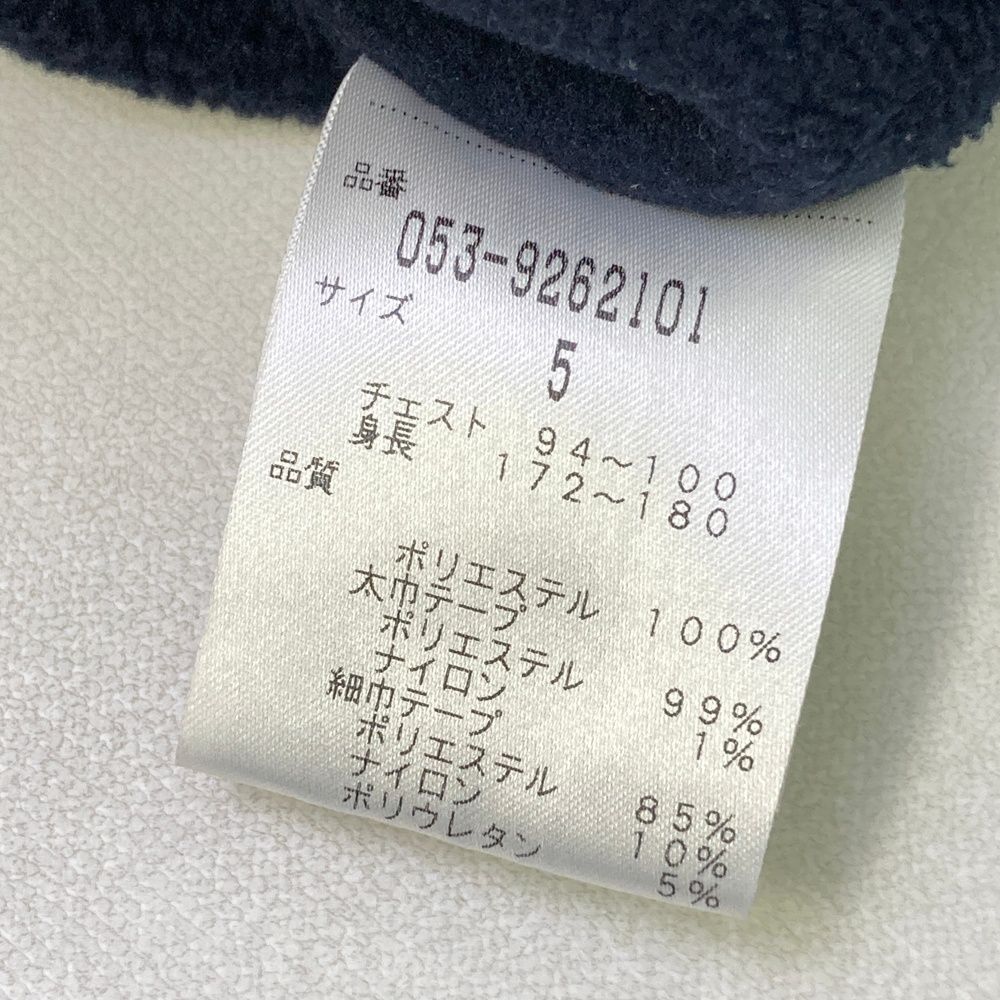 品番
053-9262101
サイズ
5
チェスト 94～100
身長 172～180
品質
ポリエステル 100%
太巾テープ
ポリエステル 99%
ナイロン 1%
細巾テープ
ポリエステル 85%
ナイロン 10%
ポリウレタン 5%